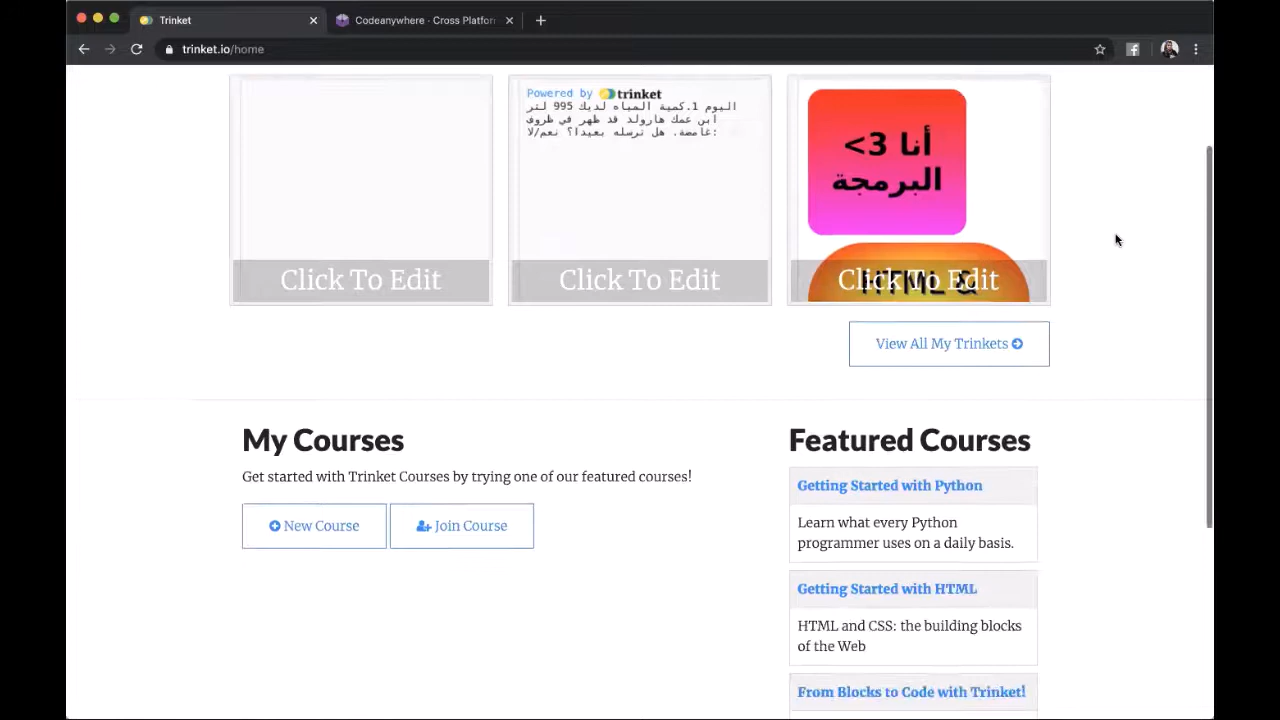 Trinket
Codeanywhere · Cross Platform
trinket.io/home
Powered by trinket
اليوم 1.كمية المياه لديك 995 لتر
ابن عمك هارولد قد ظهر في ظروف
غامضة. هل ترسله بعيدا؟ نعم/لا:
أنا 3>
البرمجة
HTML &
Click To Edit
Click To Edit
Click To Edit
View All My Trinkets
My Courses
Get started with Trinket Courses by trying one of our featured courses!
New Course
Join Course
Featured Courses
Getting Started with Python
Learn what every Python
programmer uses on a daily basis.
Getting Started with HTML
HTML and CSS: the building blocks
of the Web
From Blocks to Code with Trinket!